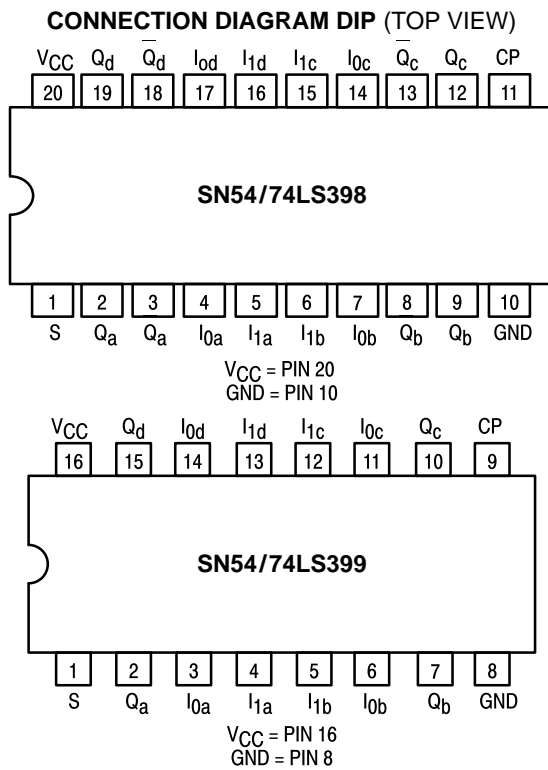 CONNECTION DIAGRAM DIP (TOP VIEW)
VCC Qd Q̅d Iod I1d I1c I0c Q̅c Qc CP
20 19 18 17 16 15 14 13 12 11
SN54/74LS398
1 2 3 4 5 6 7 8 9 10
S Qa Q̅a I0a I1a I1b I0b Q̅b Qb GND
VCC = PIN 20
GND = PIN 10
VCC Qd I0d I1d I1c I0c Qc CP
16 15 14 13 12 11 10 9
SN54/74LS399
1 2 3 4 5 6 7 8
S Qa I0a I1a I1b I0b Qb GND
VCC = PIN 16
GND = PIN 8